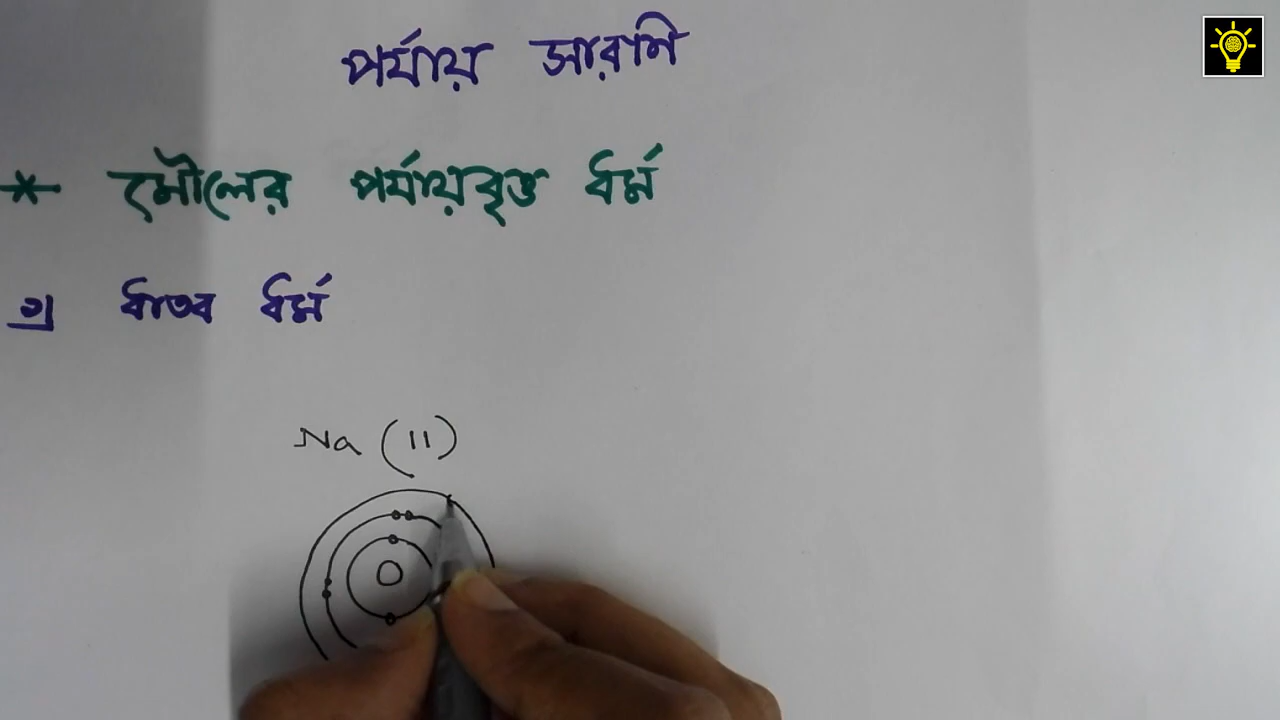 পর্যায় সারণি
* মৌলের পর্যায়বৃত্ত ধর্ম
ধাতব ধর্ম
Na (11)